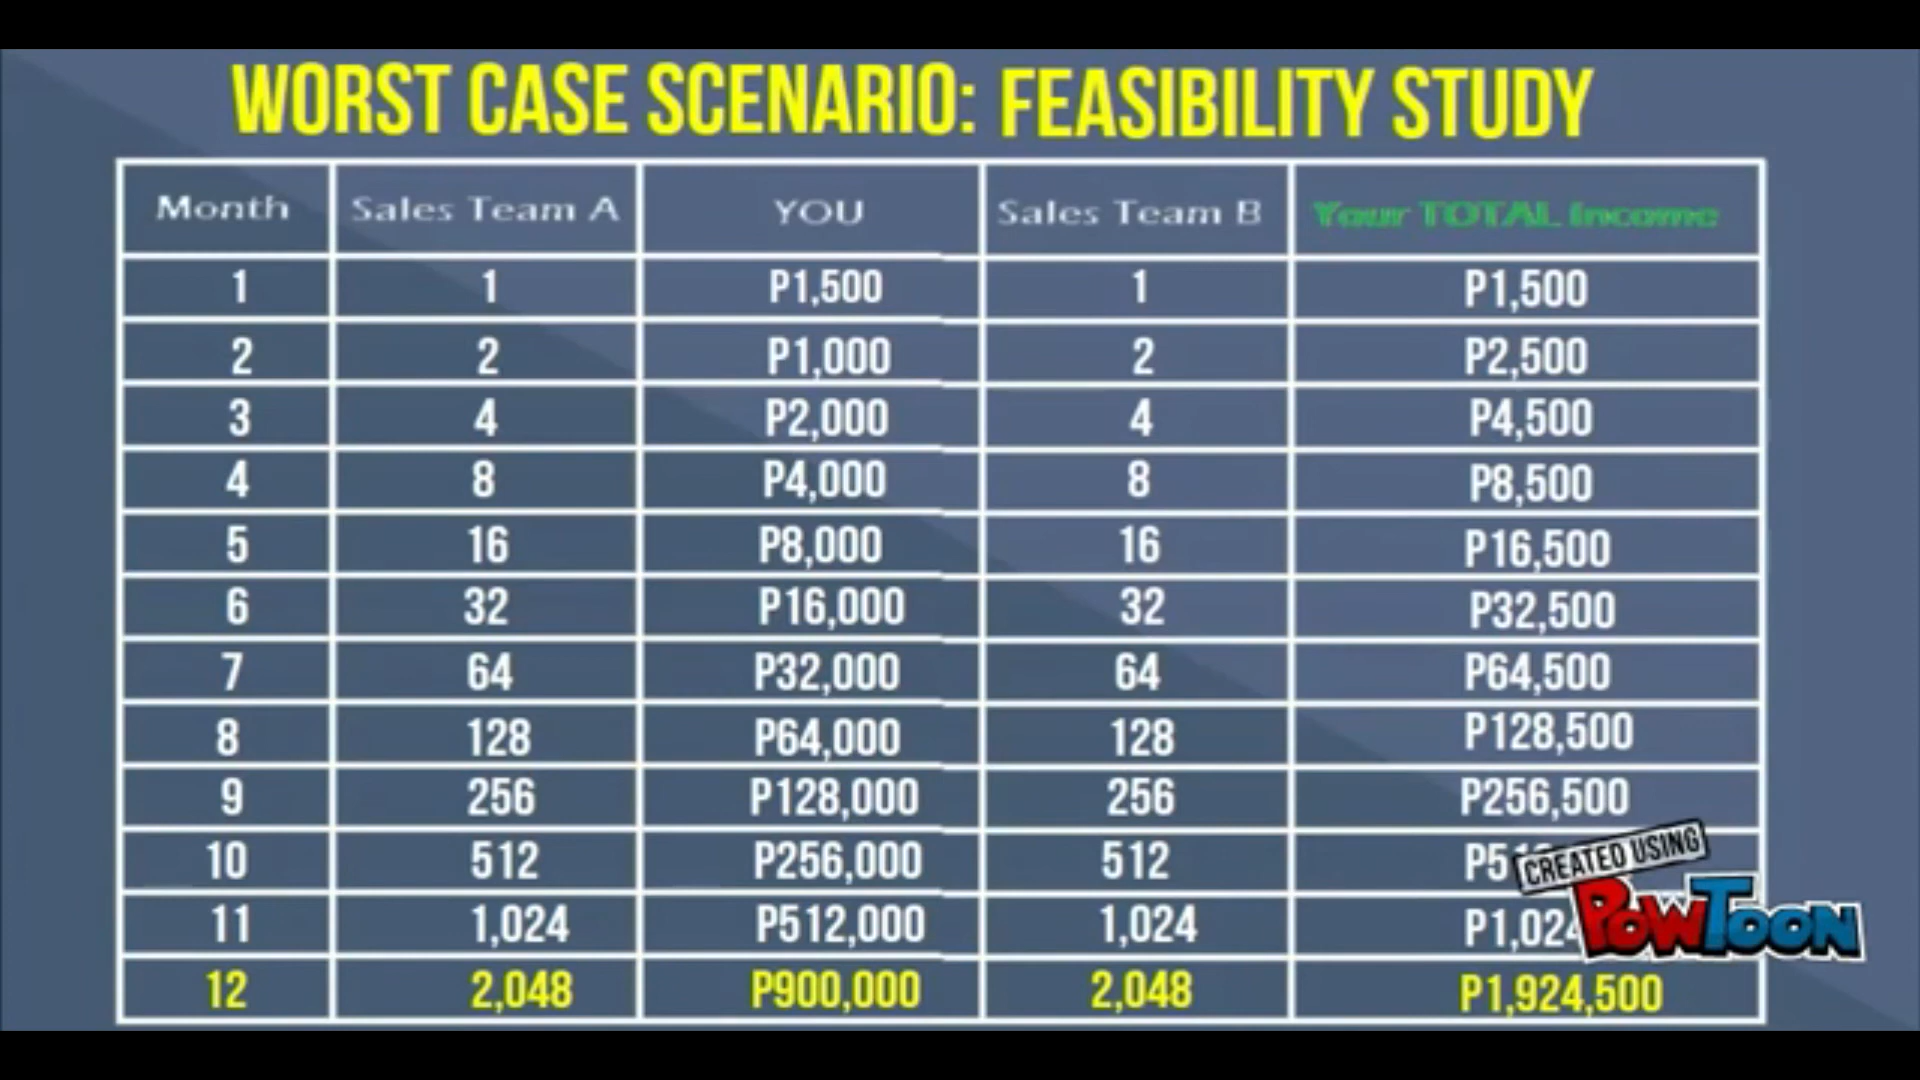 WORST CASE SCENARIO: FEASIBILITY STUDY
Month Sales Team A YOU Sales Team B Your TOTAL Income
1 1 P1,500 1 P1,500
2 2 P1,000 2 P2,500
3 4 P2,000 4 P4,500
4 8 P4,000 8 P8,500
5 16 P8,000 16 P16,500
6 32 P16,000 32 P32,500
7 64 P32,000 64 P64,500
8 128 P64,000 128 P128,500
9 256 P128,000 256 P256,500
10 512 P256,000 512
11 1,024 P512,000 1,024
12 2,048 P900,000 2,048 P1,924,500
CREATED USING
POWTOON